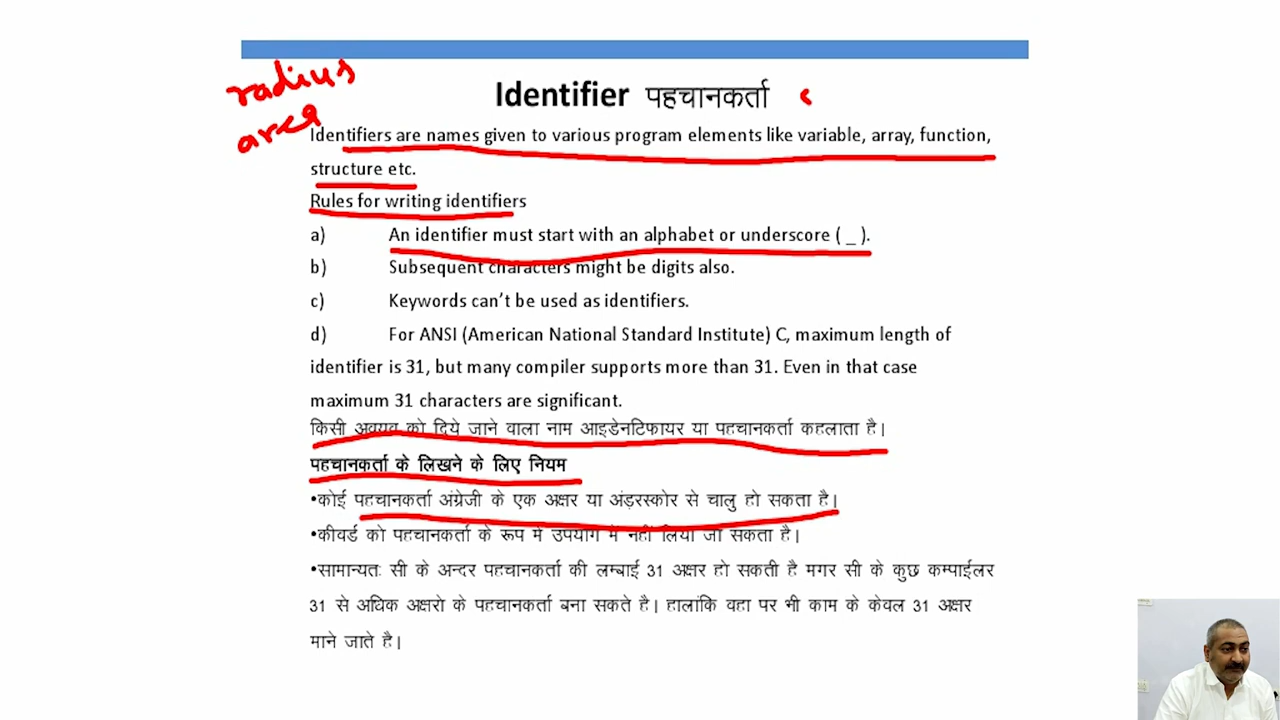 radius
area
Identifier पहचानकर्ता
Identifiers are names given to various program elements like variable, array, function,
structure etc.
Rules for writing identifiers
a) An identifier must start with an alphabet or underscore ( _ ).
b) Subsequent characters might be digits also.
c) Keywords can't be used as identifiers.
d) For ANSI (American National Standard Institute) C, maximum length of
identifier is 31, but many compiler supports more than 31. Even in that case
maximum 31 characters are significant.
किसी अवयव को दिये जाने वाला नाम आइडेनटिफायर या पहचानकर्ता कहलाता है।
पहचानकर्ता के लिखने के लिए नियम
•कोई पहचानकर्ता अंग्रेजी के एक अक्षर या अंड़रस्कोर से चालु हो सकता है।
•कीवर्ड को पहचानकर्ता के रूप मे उपयोग में नहीं लिया जा सकता है।
•सामान्यतः सी के अन्दर पहचानकर्ता की लम्बाई 31 अक्षर हो सकती है मगर सी के कुछ कम्पाईलर
31 से अधिक अक्षरो के पहचानकर्ता बना सकते है। हालांकि वहा पर भी काम के केवल 31 अक्षर
माने जाते है।